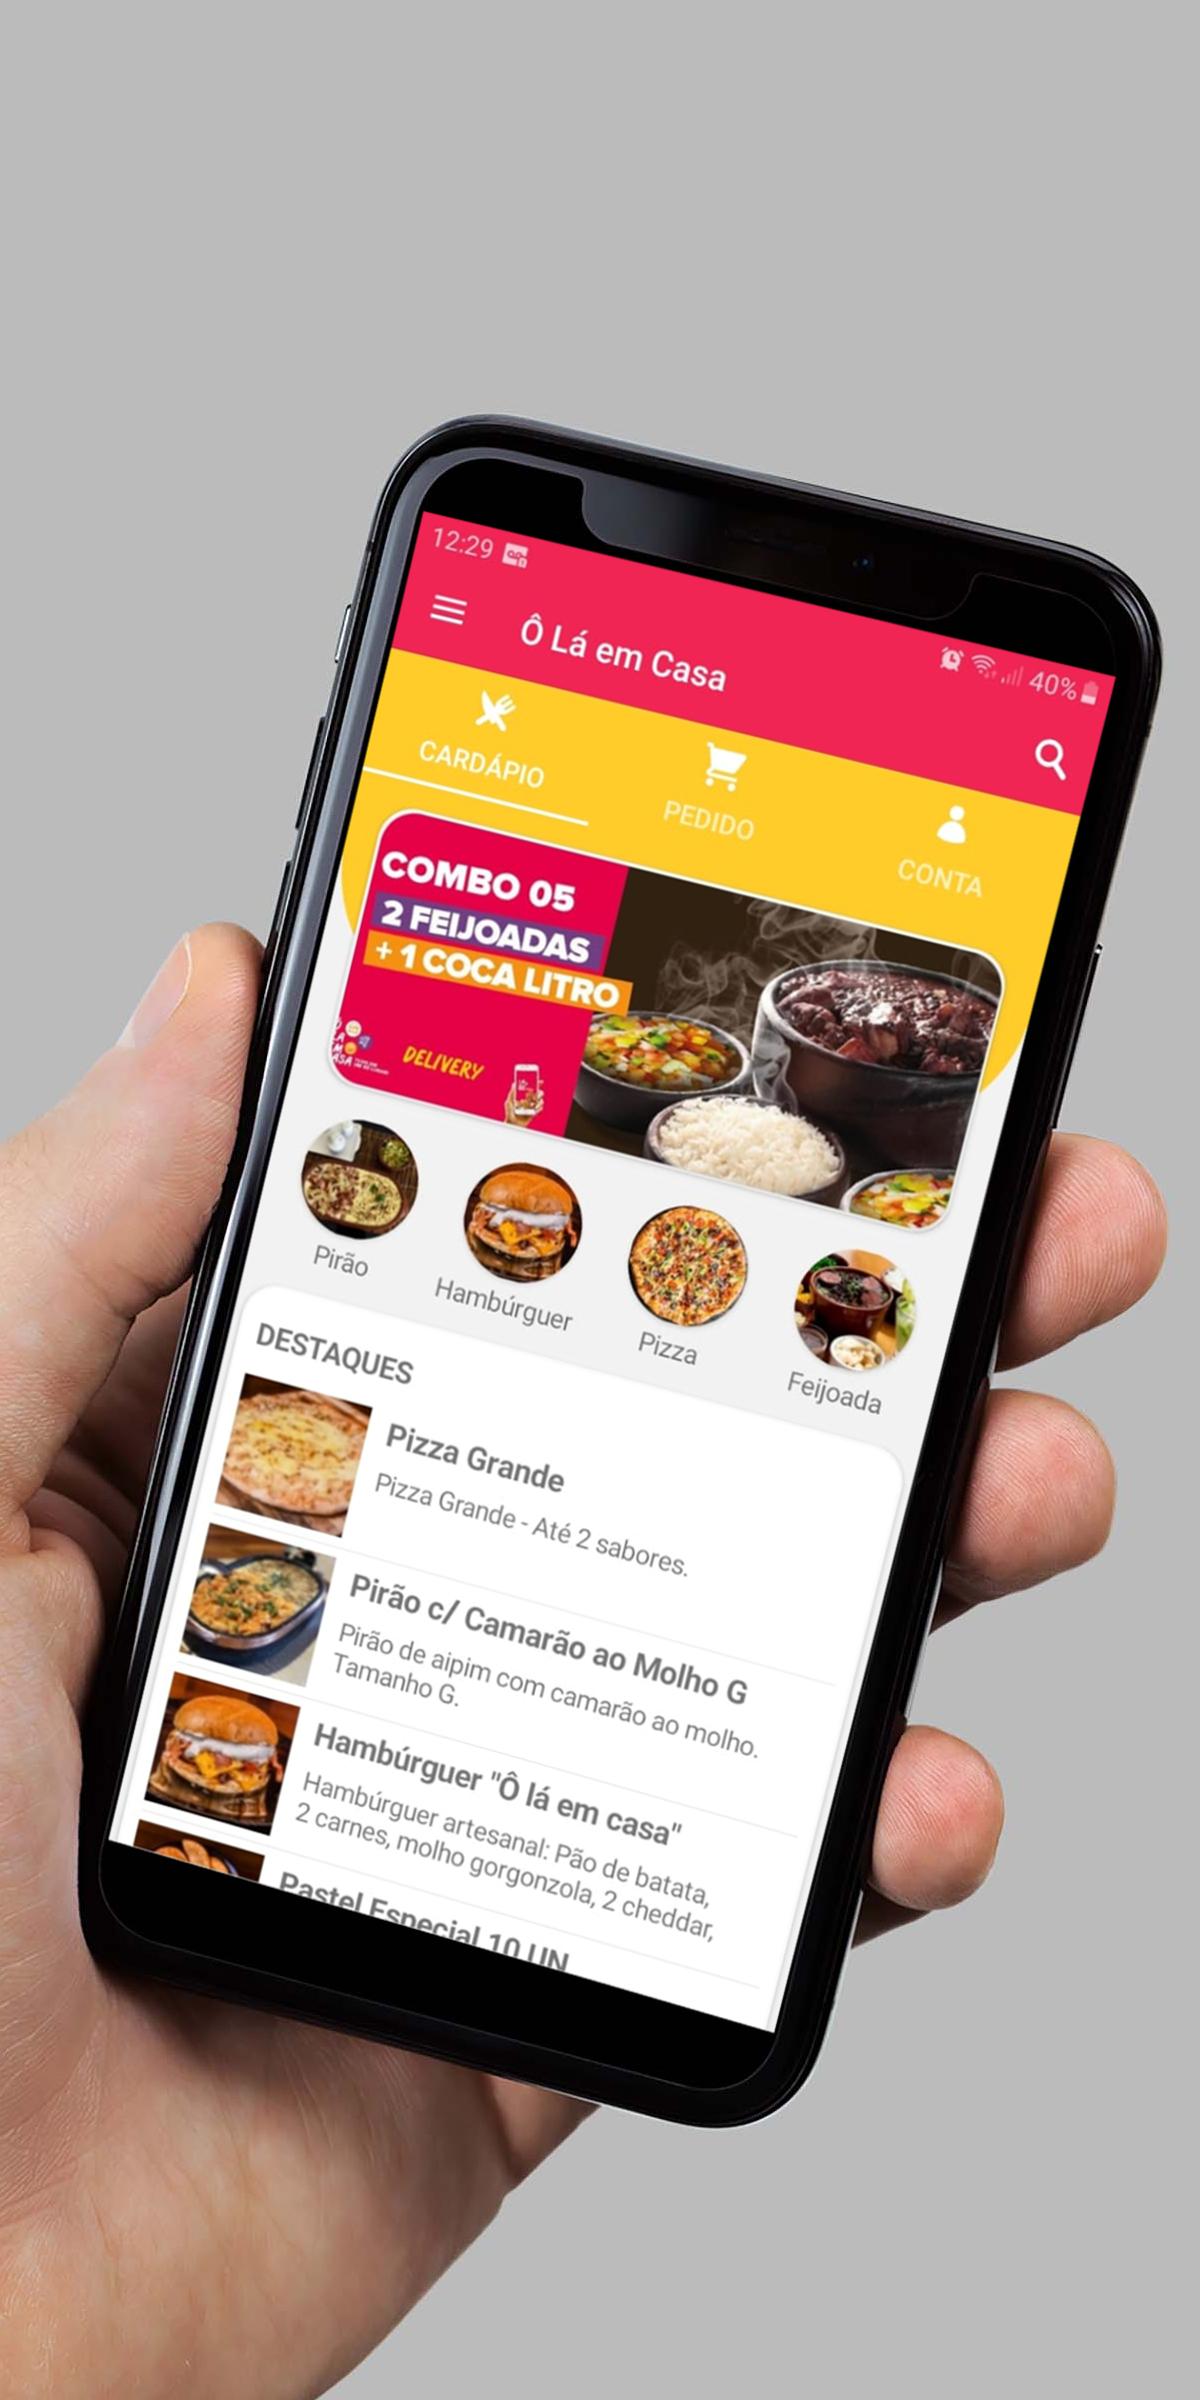 12:29
40%
Ô Lá em Casa
CARDÁPIO
PEDIDO
CONTA
COMBO 05
2 FEIJOADAS
+ 1 COCA LITRO
DELIVERY
Pirão
Hambúrguer
Pizza
Feijoada
DESTAQUES
Pizza Grande
Pizza Grande - Até 2 sabores.
Pirão c/ Camarão ao Molho G
Pirão de aipim com camarão ao molho.
Tamanho G.
Hambúrguer "Ô lá em casa"
Hambúrguer artesanal: Pão de batata,
2 carnes, molho gorgonzola, 2 cheddar,
Pastel Especial 10 UN